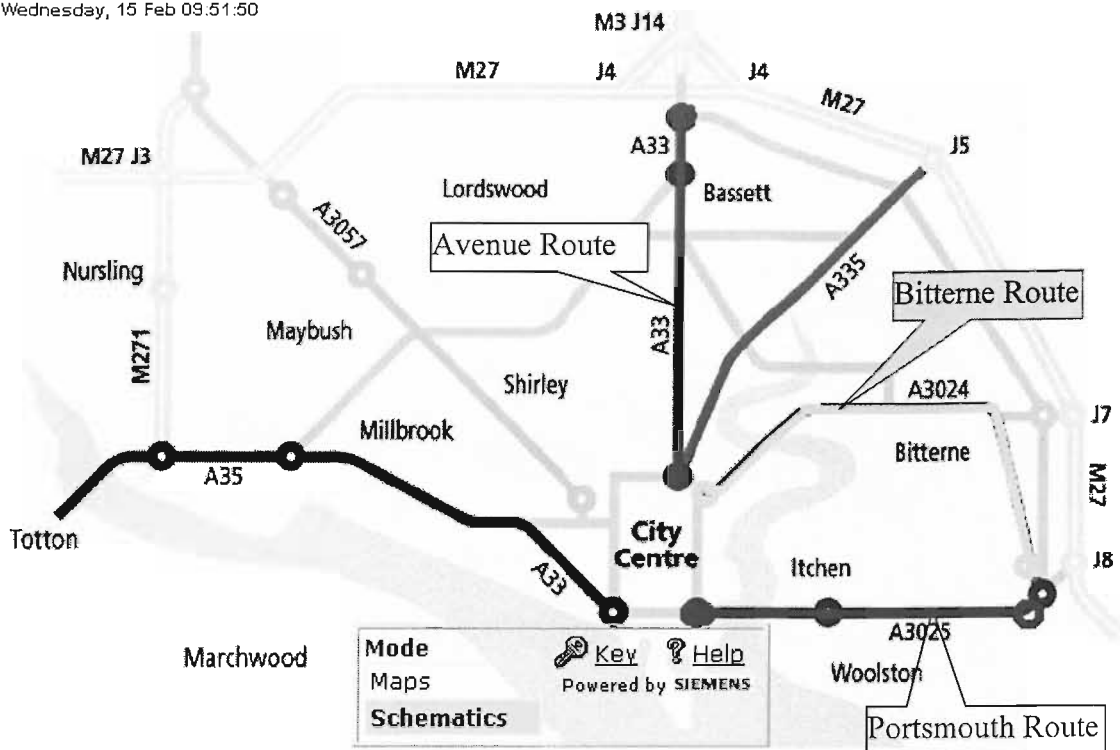 Wednesday, 15 Feb 09:51:50
M3 J14
M27
J4
J4
M27
J5
A33
M27 J3
Lordswood
Bassett
A3057
Avenue Route
Nursling
A335
Bitterne Route
Maybush
A33
M271
Shirley
A3024
Millbrook
J7
Bitterne
A35
M27
Totton
City
Centre
J8
Itchen
A33
A3025
Marchwood
Mode
Key
? Help
Woolston
Maps
Powered by SIEMENS
Schematics
Portsmouth Route